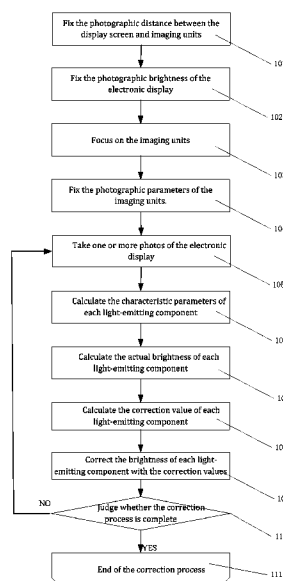 Fix the photographic distance between the
display screen and imaging units
Fix the photographic brightness of the
electronic display
102
Focus on the imaging units
Fix the photographic parameters of the
imaging units.
Take one or more photos of the electronic
display
Calculate the characteristic parameters of
each light-emitting component
Calculate the actual brightness of each
light-emitting component
Calculate the correction value of each
light-emitting component
Correct the brightness of each light-
emitting component with the correction values
NO
Judge whether the correction
process is complete
YES
End of the correction process
111